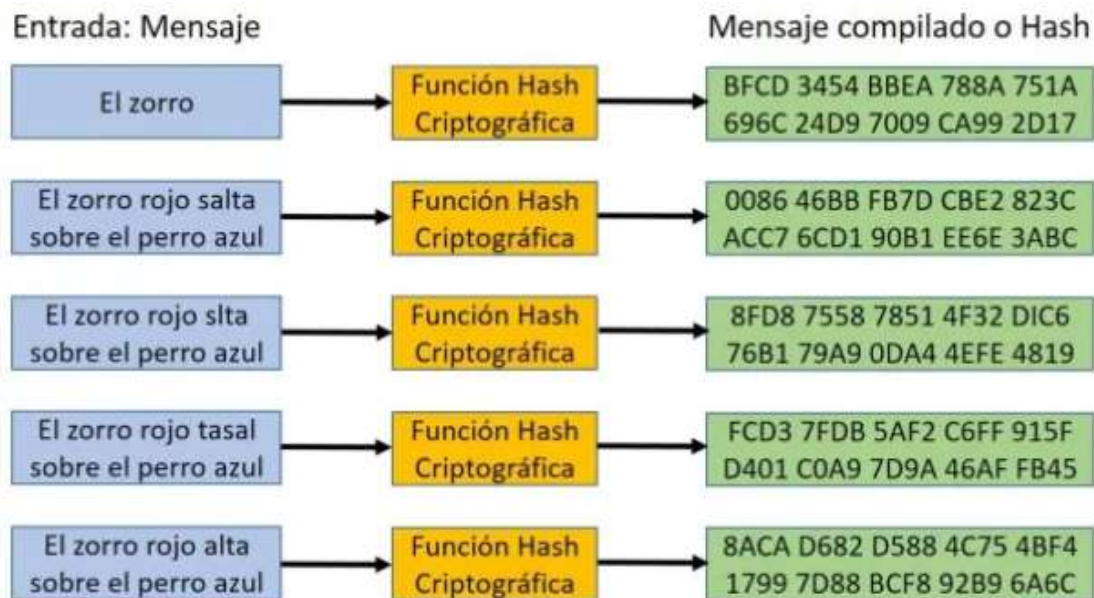 Entrada: Mensaje
Mensaje compilado o Hash
El zorro
Función Hash
Criptográfica
BFCD 3454 BBEA 788A 751A
696C 24D9 7009 CA99 2D17
El zorro rojo salta
sobre el perro azul
Función Hash
Criptográfica
0086 46BB FB7D CBE2 823C
ACC7 6CD1 90B1 EE6E 3ABC
El zorro rojo slta
sobre el perro azul
Función Hash
Criptográfica
8FD8 7558 7851 4F32 DIC6
76B1 79A9 0DA4 4EFE 4819
El zorro rojo tasal
sobre el perro azul
Función Hash
Criptográfica
FCD3 7FDB 5AF2 C6FF 915F
D401 C0A9 7D9A 46AF FB45
El zorro rojo alta
sobre el perro azul
Función Hash
Criptográfica
8ACA D682 D588 4C75 4BF4
1799 7D88 BCF8 92B9 6A6C